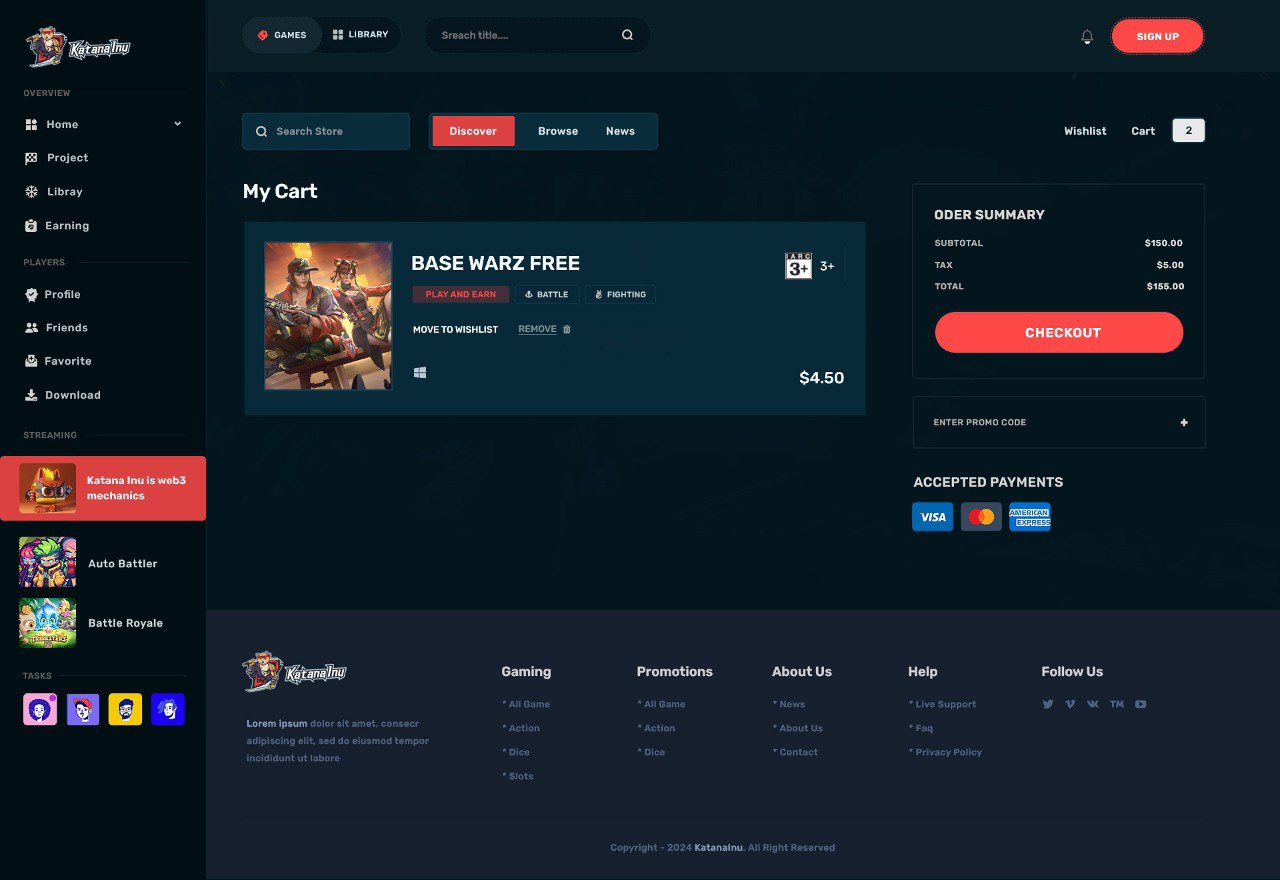 KatanaInu
GAMES
LIBRARY
Sreach title....
SIGN UP
OVERVIEW
Home
Project
Libray
Earning
PLAYERS
Profile
Friends
Favorite
Download
STREAMING
Katana Inu is web3
mechanics
Auto Battler
Battle Royale
TASKS
Search Store
Discover
Browse
News
Wishlist
Cart
2
My Cart
BASE WARZ FREE
IARC
3+
3+
PLAY AND EARN
BATTLE
FIGHTING
MOVE TO WISHLIST
REMOVE
$4.50
ODER SUMMARY
SUBTOTAL $150.00
TAX $5.00
TOTAL $155.00
CHECKOUT
ENTER PROMO CODE +
ACCEPTED PAYMENTS
VISA
AMERICAN
EXPRESS
KatanaInu
Lorem ipsum dolor sit amet, consecr
adipiscing elit, sed do eiusmod tempor
incididunt ut labore
Gaming
* All Game
* Action
* Dice
* Slots
Promotions
* All Game
* Action
* Dice
About Us
* News
* About Us
* Contact
Help
* Live Support
* Faq
* Privacy Policy
Follow Us
TM
Copyright - 2024 KatanaInu. All Right Reserved